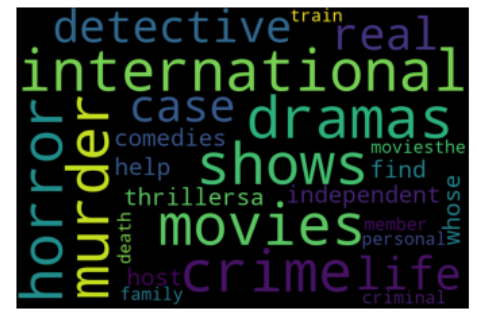 train
detective
real
international
case
dramas
comedies
moviesthe
shows
help
find
horror
murder
thrillersa
independent
whose
movies
death
member
personal
host
crimelife
family
criminal